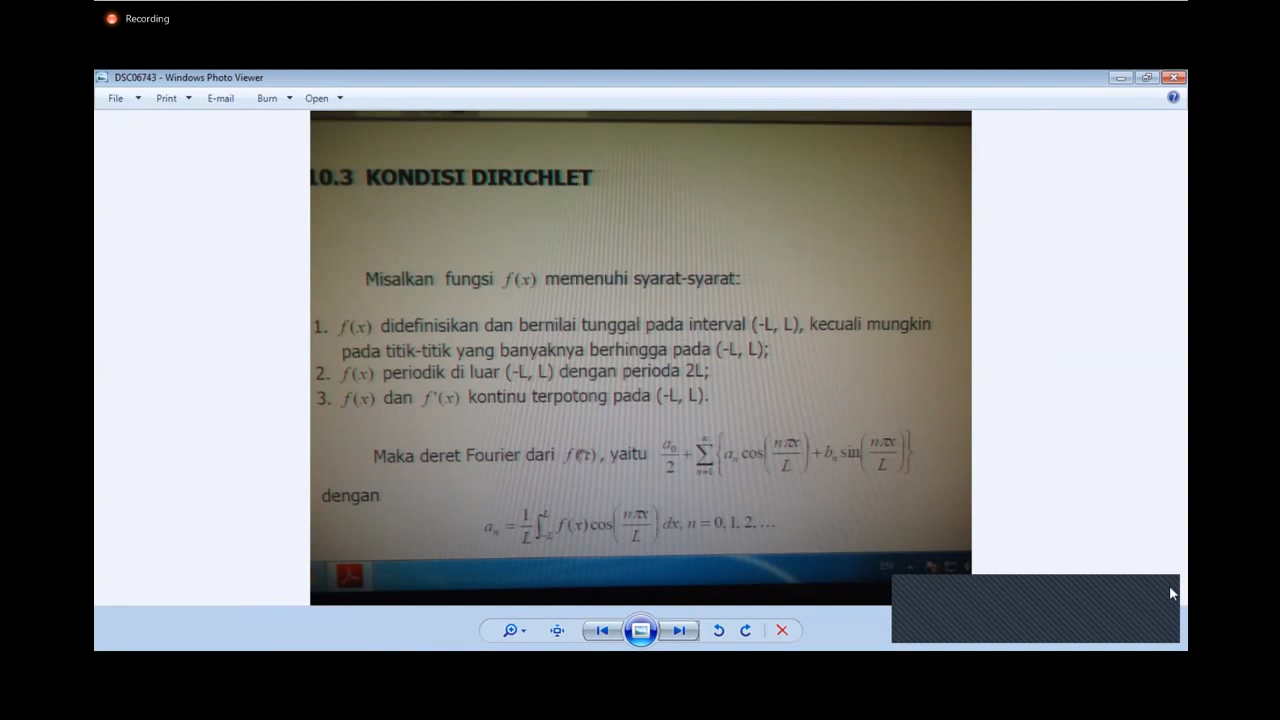 Recording
DSC06743 - Windows Photo Viewer
File Print E-mail Burn Open
10.3 KONDISI DIRICHLET
Misalkan fungsi f(x) memenuhi syarat-syarat:
1. f(x) didefinisikan dan bernilai tunggal pada interval (-L, L), kecuali mungkin
pada titik-titik yang banyaknya berhingga pada (-L, L);
2. f(x) periodik di luar (-L, L) dengan perioda 2L;
3. f(x) dan f'(x) kontinu terpotong pada (-L, L).
Maka deret Fourier dari f(x), yaitu a₀/2 + ∑_{n=1}^{∞} {aₙ cos(nπx/L) + bₙ sin(nπx/L)}
dengan
aₙ = 1/L ∫_{-L}^{L} f(x) cos(nπx/L) dx, n = 0, 1, 2, ...
EN